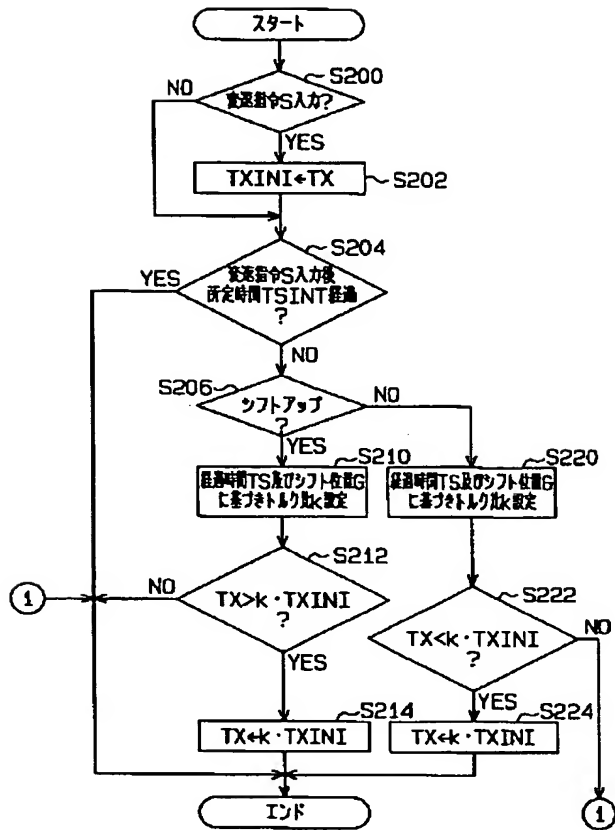 スタート
S200
NO
変速指令S入力?
YES
TXINI←TX
S202
S204
YES
変速指令S入力後
所定時間TSINT経過
?
NO
S206
シフトアップ
?
NO
YES
S210
経過時間TS及びシフト位置G
に基づきトルク比k設定
S220
経過時間TS及びシフト位置G
に基づきトルク比k設定
S212
1
NO
TX>k·TXINI
?
YES
S222
TX<k·TXINI
?
NO
YES
S214
TX←k·TXINI
S224
TX←k·TXINI
エンド
1